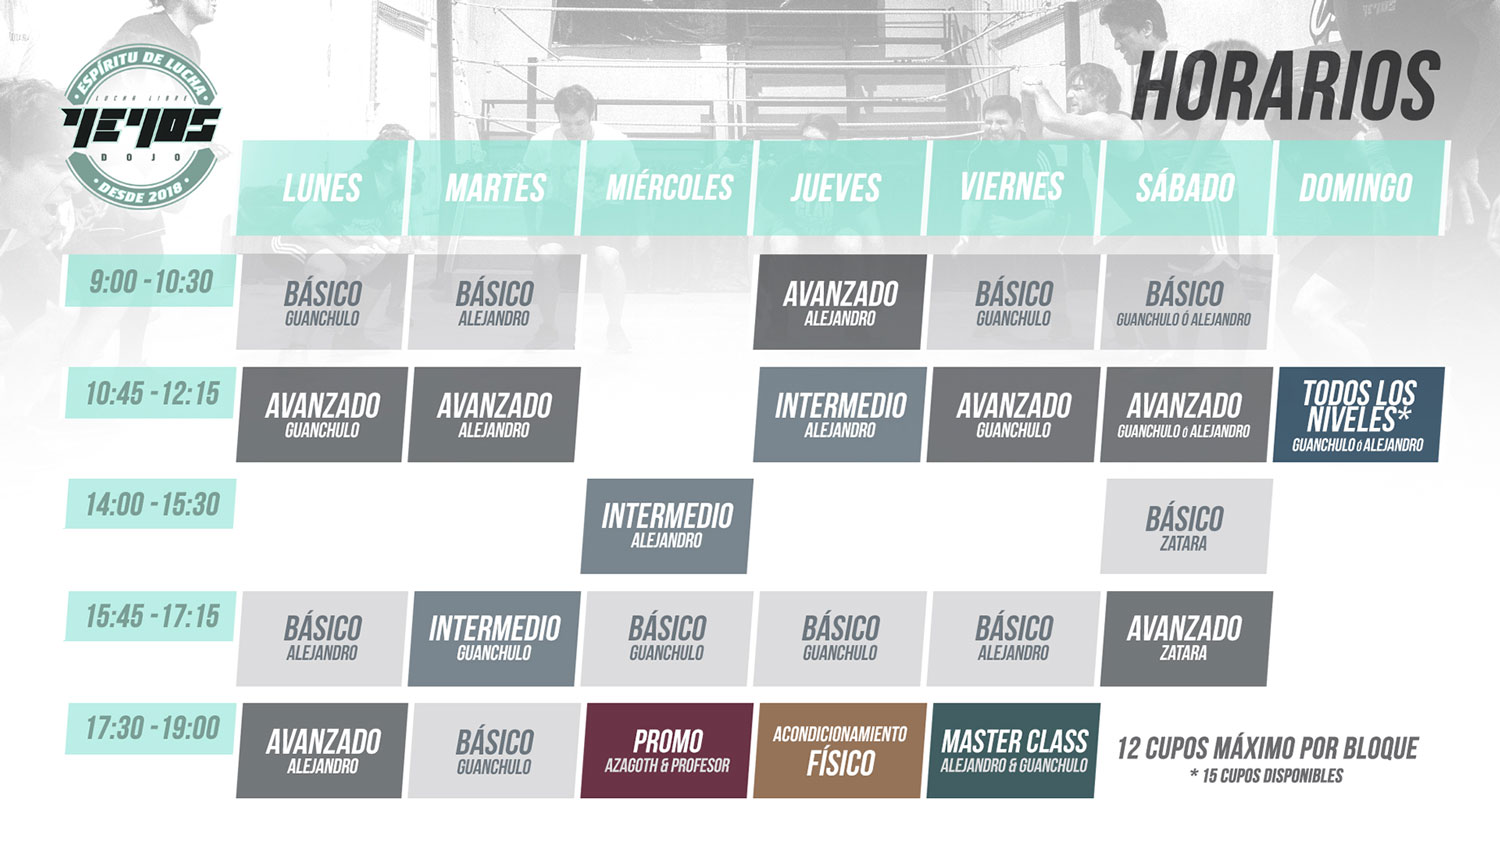 ESPÍRITU DE LUCHA
LUCHA LIBRE
YEYOS
DOJO
DESDE 2018
HORARIOS
LUNES MARTES MIÉRCOLES JUEVES VIERNES SÁBADO DOMINGO
9:00 - 10:30
BÁSICO
GUANCHULO
BÁSICO
ALEJANDRO
AVANZADO
ALEJANDRO
BÁSICO
GUANCHULO
BÁSICO
GUANCHULO Ó ALEJANDRO
10:45 - 12:15
AVANZADO
GUANCHULO
AVANZADO
ALEJANDRO
INTERMEDIO
ALEJANDRO
AVANZADO
GUANCHULO
AVANZADO
GUANCHULO ó ALEJANDRO
TODOS LOS
NIVELES*
GUANCHULO ó ALEJANDRO
14:00 - 15:30
INTERMEDIO
ALEJANDRO
BÁSICO
ZATARA
15:45 - 17:15
BÁSICO
ALEJANDRO
INTERMEDIO
GUANCHULO
BÁSICO
GUANCHULO
BÁSICO
GUANCHULO
BÁSICO
ALEJANDRO
AVANZADO
ZATARA
17:30 - 19:00
AVANZADO
ALEJANDRO
BÁSICO
GUANCHULO
PROMO
AZAGOTH & PROFESOR
ACONDICIONAMIENTO
FÍSICO
MASTER CLASS
ALEJANDRO & GUANCHULO
12 CUPOS MÁXIMO POR BLOQUE
* 15 CUPOS DISPONIBLES